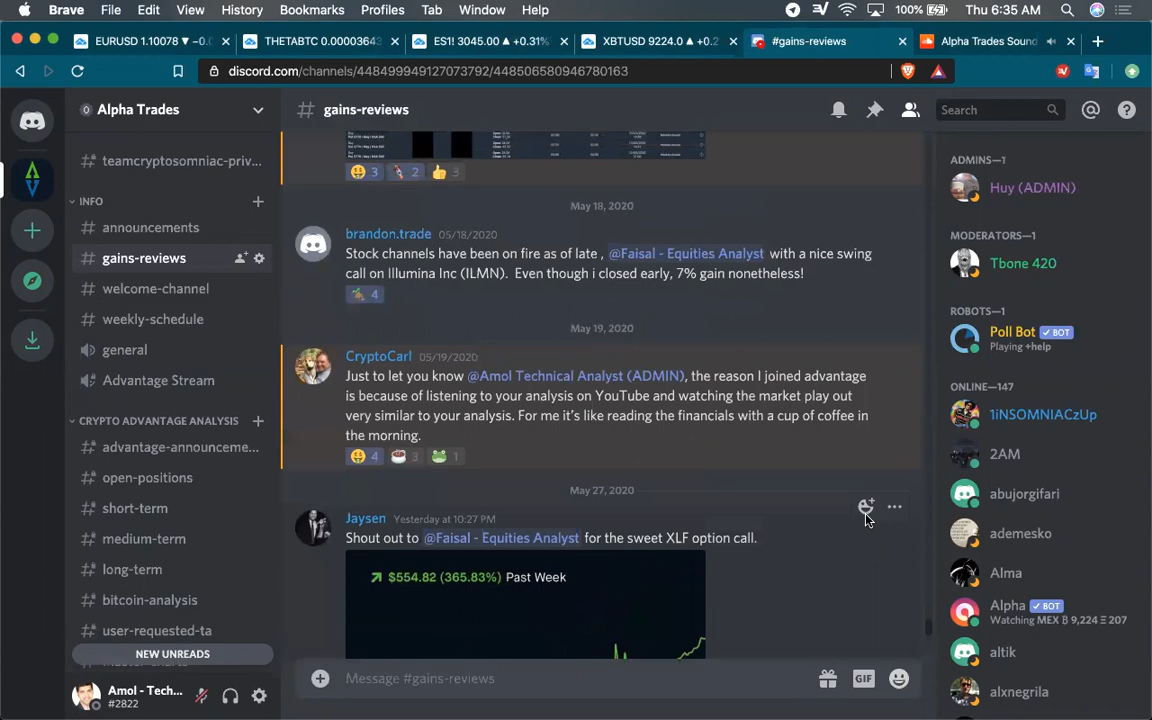 Brave File Edit View History Bookmarks Profiles Tab Window Help 100% Thu 6:35 AM
EURUSD 1.10078 ▼ −0. THETABTC 0.0000364 ES1! 3045.00 ▲ +0.31% XBTUSD 9224.0 ▲ +0.2 #gains-reviews Alpha Trades Sound
discord.com/channels/448499949127073792/448506580946780163
Alpha Trades
# gains-reviews
Search
teamcryptosomniac-priv...
INFO
announcements
gains-reviews
welcome-channel
weekly-schedule
general
Advantage Stream
CRYPTO ADVANTAGE ANALYSIS
advantage-announceme...
open-positions
short-term
medium-term
long-term
bitcoin-analysis
user-requested-ta
NEW UNREADS
Amol - Tech...
#2822
3 2 3
May 18, 2020
brandon.trade 05/18/2020
Stock channels have been on fire as of late , @Faisal - Equities Analyst with a nice swing
call on Illumina Inc (ILMN). Even though i closed early, 7% gain nonetheless!
4
May 19, 2020
CryptoCarl 05/19/2020
Just to let you know @Amol Technical Analyst (ADMIN), the reason I joined advantage
is because of listening to your analysis on YouTube and watching the market play out
very similar to your analysis. For me it's like reading the financials with a cup of coffee in
the morning.
4 3 1
May 27, 2020
Jaysen Yesterday at 10:27 PM
Shout out to @Faisal - Equities Analyst for the sweet XLF option call.
$554.82 (365.83%) Past Week
Message #gains-reviews
GIF
ADMINS—1
Huy (ADMIN)
MODERATORS—1
Tbone 420
ROBOTS—1
Poll Bot BOT
Playing +help
ONLINE—147
1iNSOMNIACzUp
2AM
abujorgifari
ademesko
Alma
Alpha BOT
Watching MEX ₿ 9,224 Ξ 207
altik
alxnegrila